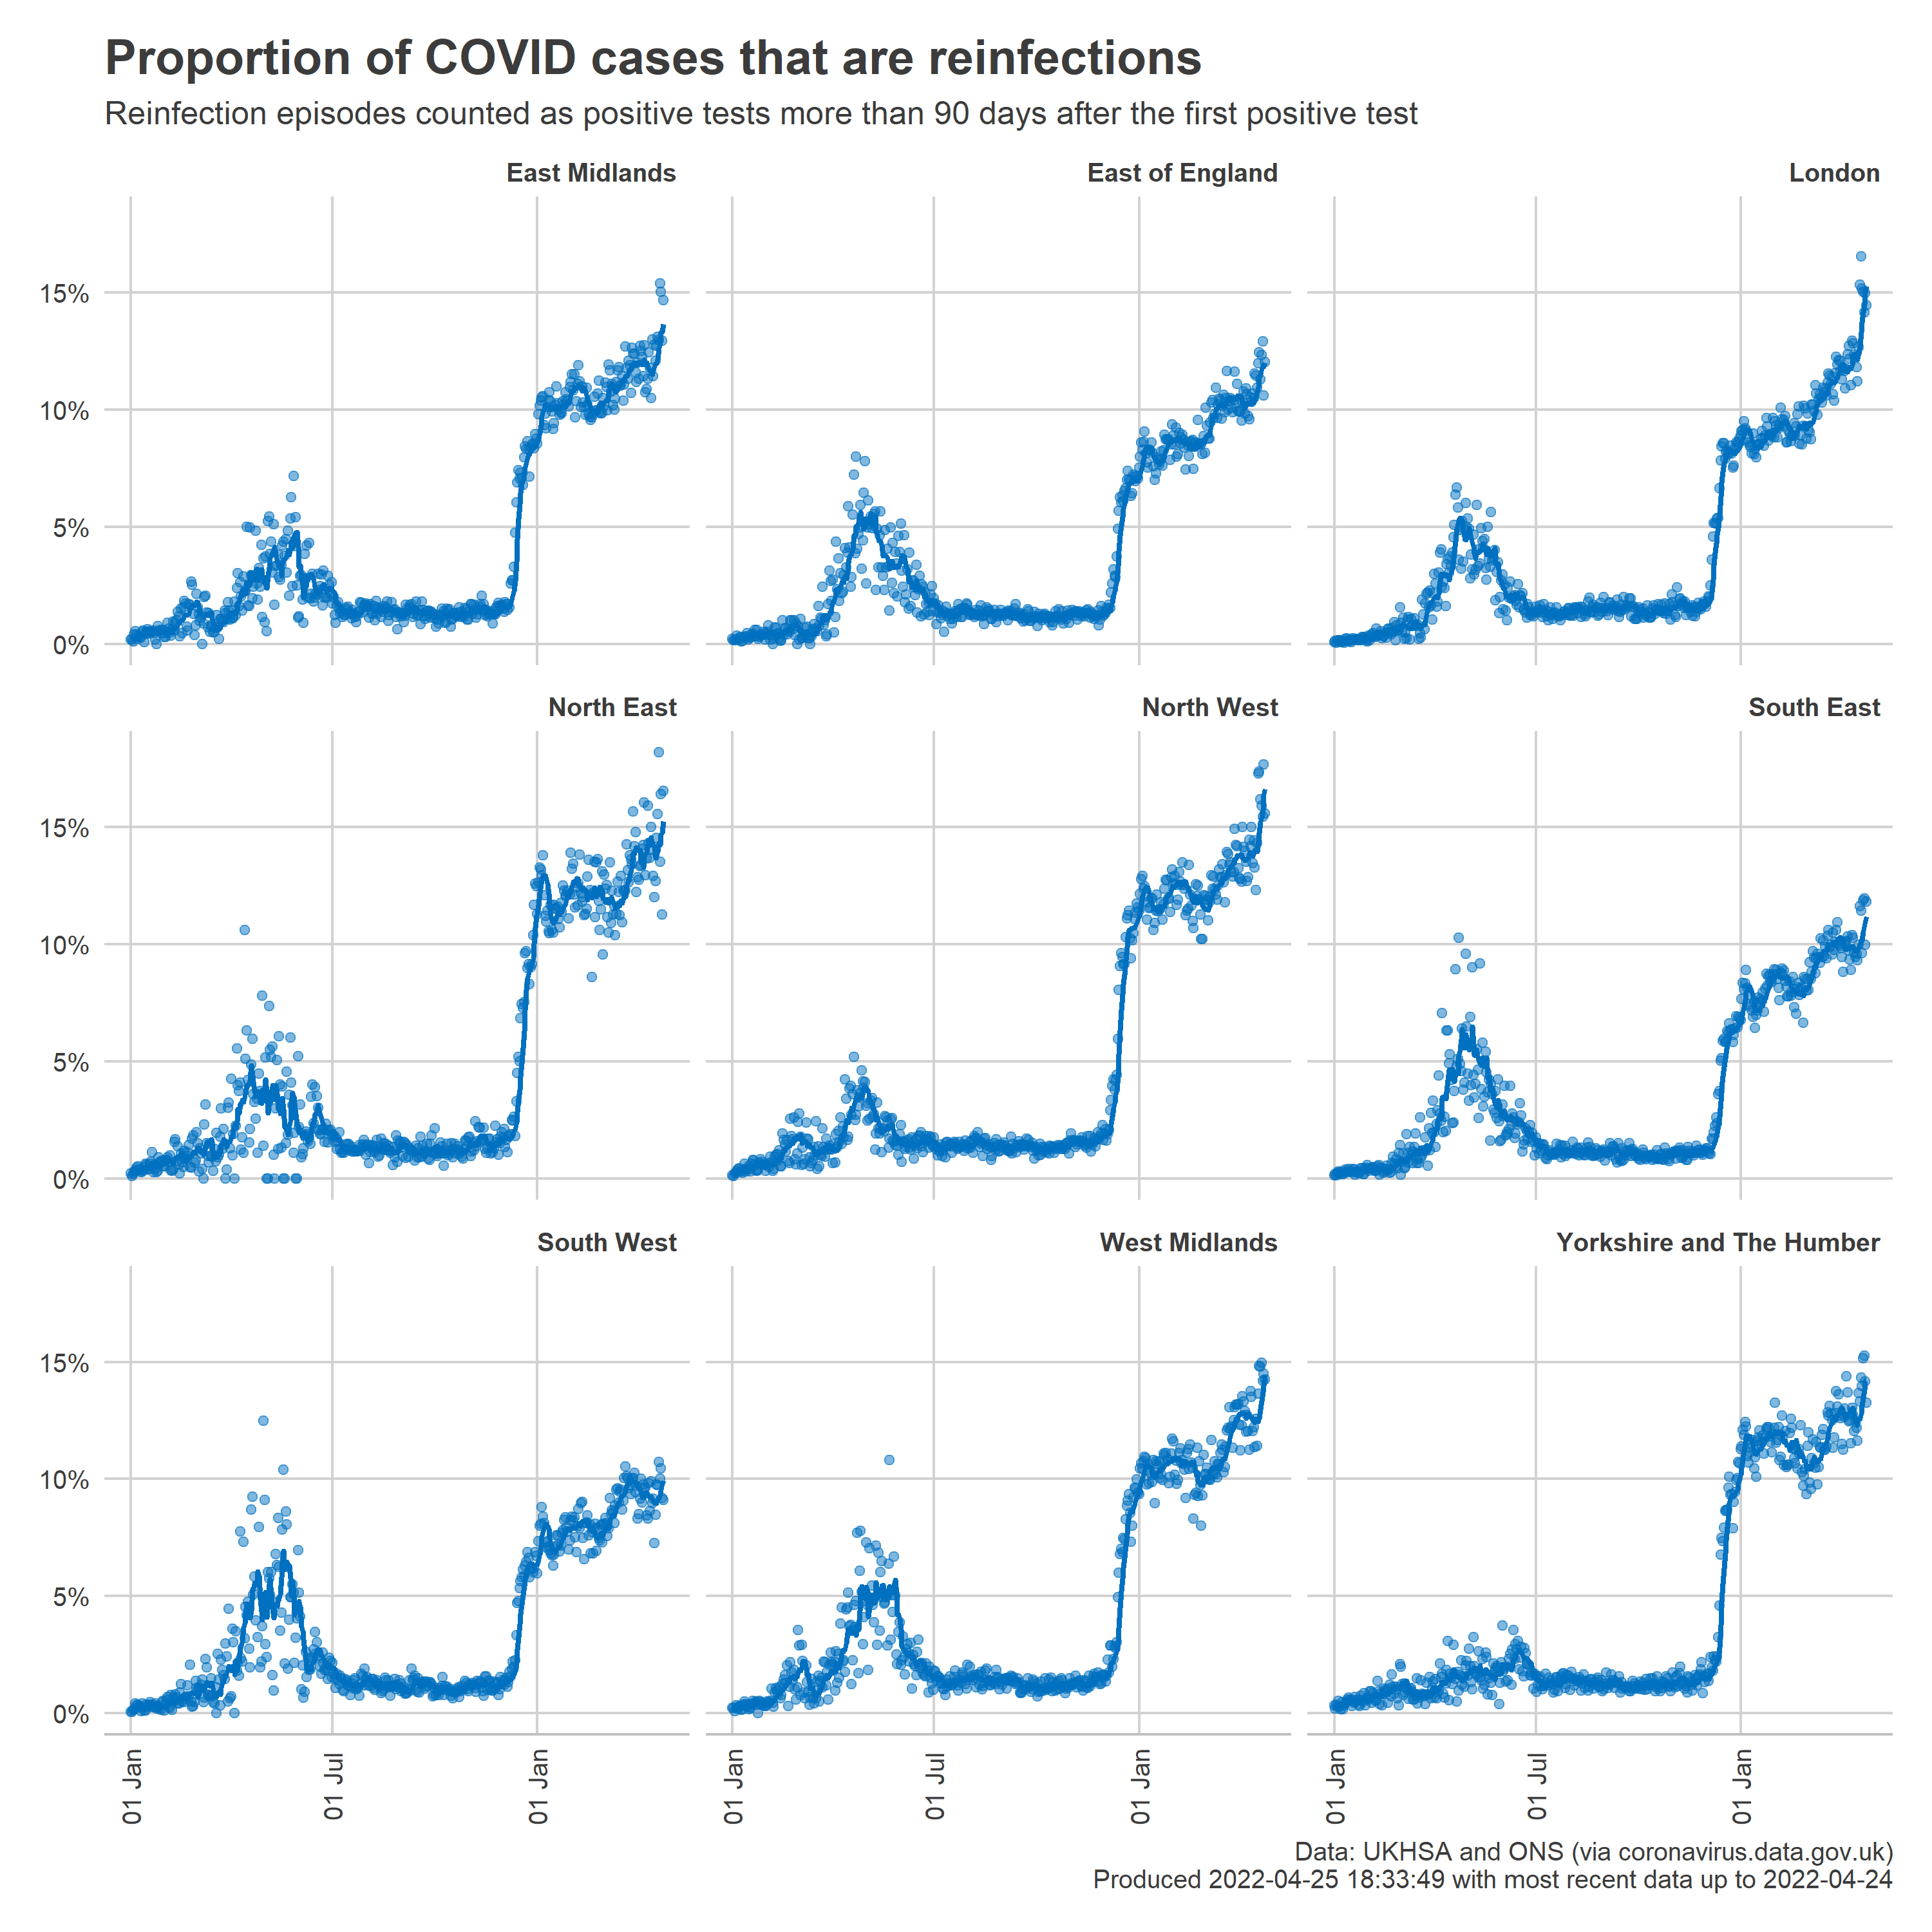 Proportion of COVID cases that are reinfections
Reinfection episodes counted as positive tests more than 90 days after the first positive test
East Midlands
East of England
London
15%
10%
5%
0%
North East
North West
South East
15%
10%
5%
0%
South West
West Midlands
Yorkshire and The Humber
15%
10%
5%
0%
01 Jan
01 Jul
01 Jan
01 Jan
01 Jul
01 Jan
01 Jan
01 Jul
01 Jan
Data: UKHSA and ONS (via coronavirus.data.gov.uk)
Produced 2022-04-25 18:33:49 with most recent data up to 2022-04-24